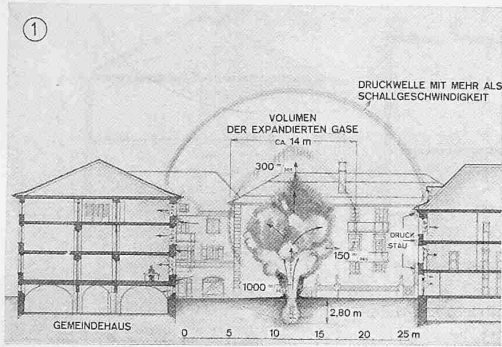 1
DRUCKWELLE MIT MEHR ALS
SCHALLGESCHWINDIGKEIT
VOLUMEN
DER EXPANDIERTEN GASE
CA. 14 m
300
DRUCK
STAU
150
1000
2,80 m
GEMEINDEHAUS
0 5 10 15 20 25 m